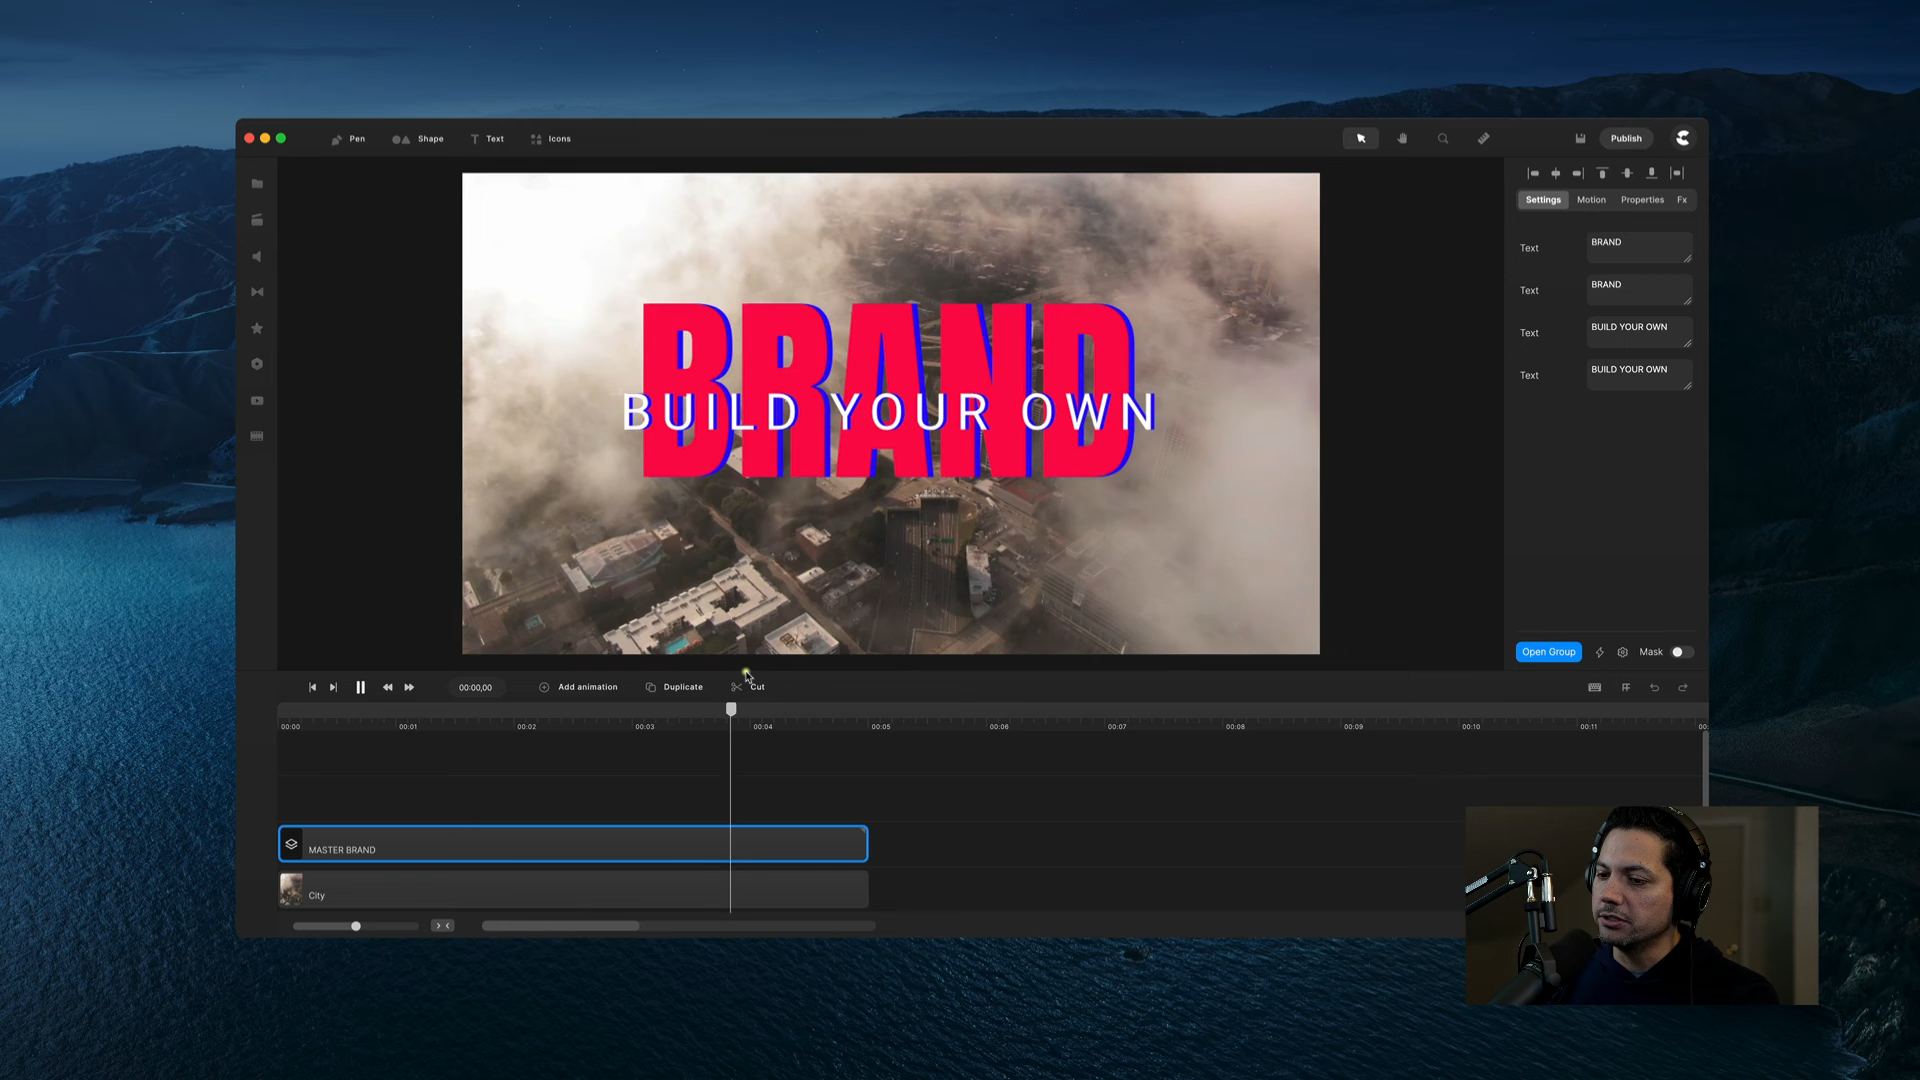 Pen
Shape
Text
Icons
Publish
Settings
Motion
Properties
Fx
BRAND
BUILD YOUR OWN
Text
BRAND
Text
BRAND
Text
BUILD YOUR OWN
Text
BUILD YOUR OWN
Open Group
Mask
00:00,00
Add animation
Duplicate
Cut
00:00
00:01
00:02
00:03
00:04
00:05
00:06
00:07
00:08
00:09
00:10
00:11
00:
MASTER BRAND
City